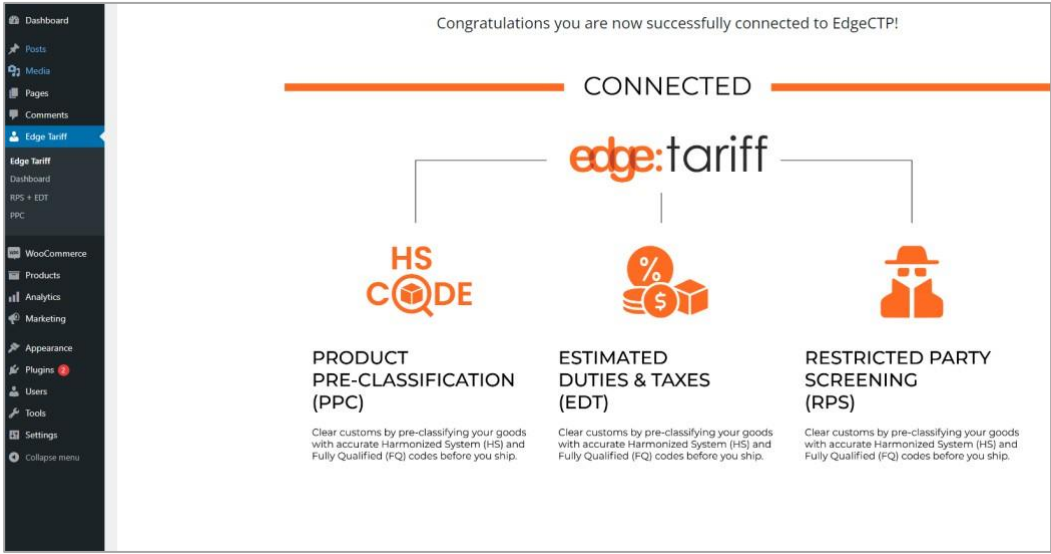 Dashboard
Posts
Media
Pages
Comments
Edge Tariff
Edge Tariff
Dashboard
RPS + EDT
PPC
WooCommerce
Products
Analytics
Marketing
Appearance
Plugins 2
Users
Tools
Settings
Collapse menu
Congratulations you are now successfully connected to EdgeCTP!
CONNECTED
edge:tariff
HS
CODE
PRODUCT
PRE-CLASSIFICATION
(PPC)
Clear customs by pre-classifying your goods
with accurate Harmonized System (HS) and
Fully Qualified (FQ) codes before you ship.
%
$
ESTIMATED
DUTIES & TAXES
(EDT)
Clear customs by pre-classifying your goods
with accurate Harmonized System (HS) and
Fully Qualified (FQ) codes before you ship.
RESTRICTED PARTY
SCREENING
(RPS)
Clear customs by pre-classifying your goods
with accurate Harmonized System (HS) and
Fully Qualified (FQ) codes before you ship.